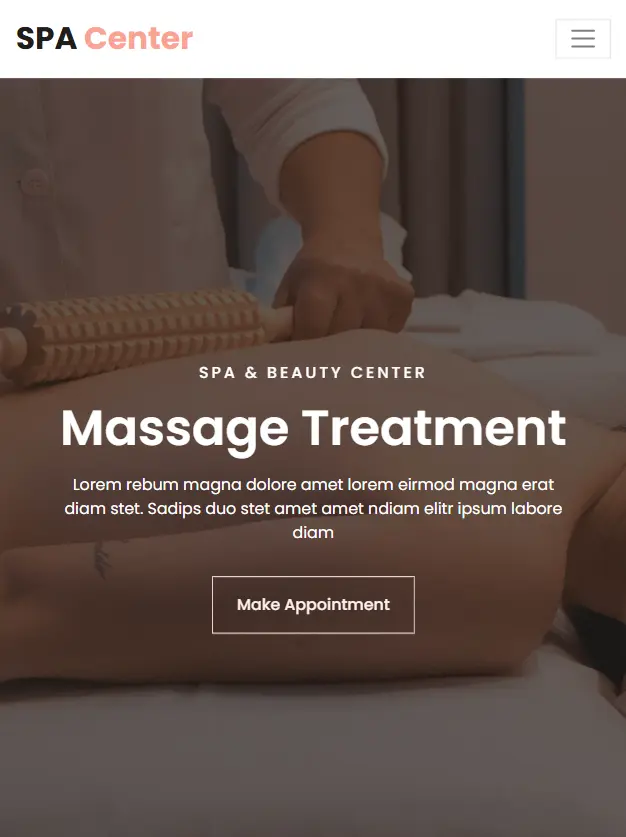 SPA Center
SPA & BEAUTY CENTER
Massage Treatment
Lorem rebum magna dolore amet lorem eirmod magna erat
diam stet. Sadips duo stet amet amet ndiam elitr ipsum labore
diam
Make Appointment